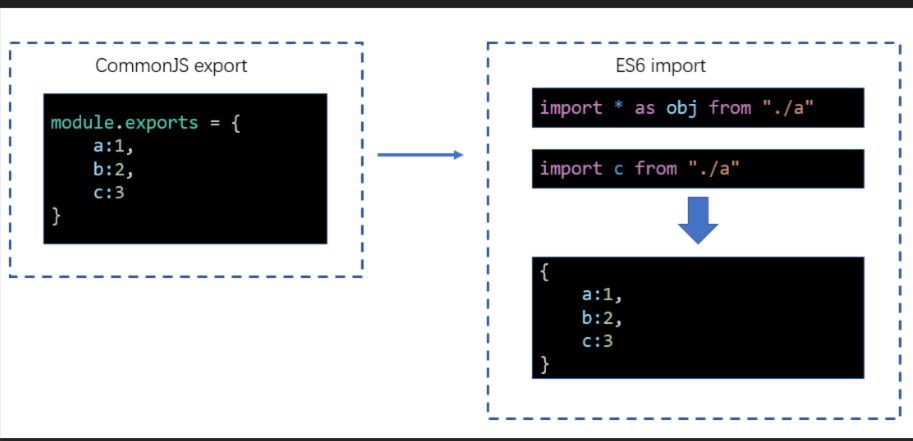 CommonJS export
module.exports = {
    a:1,
    b:2,
    c:3
}
ES6 import
import * as obj from "./a"
import c from "./a"
{
    a:1,
    b:2,
    c:3
}